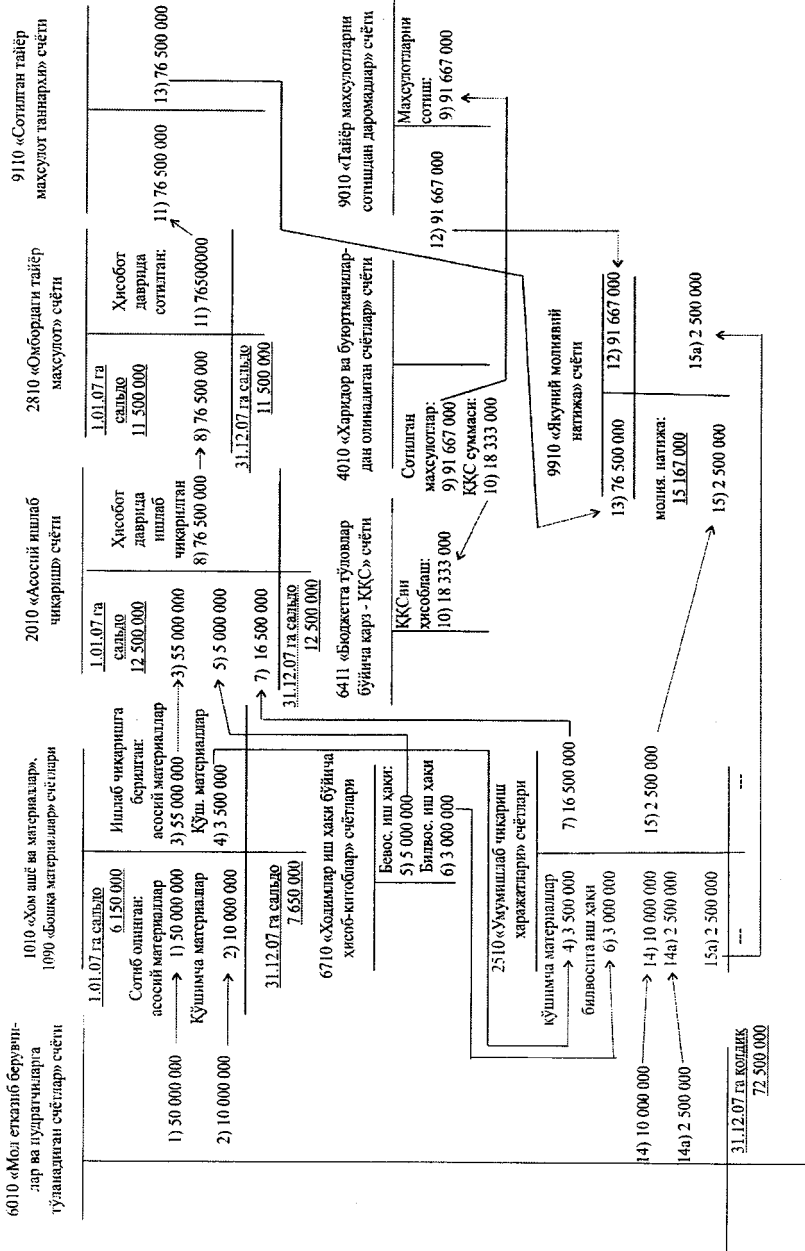 6010 «Мол етказиб берувчи-
лар ва пудратчиларга
тўланадиган счётлар» счёти
1) 50 000 000
2) 10 000 000
14) 10 000 000
14а) 2 500 000
31.12.07 га қолдиқ
72 500 000
1010 «Хом ашё ва материаллар»,
1090 «Бошқа материаллар» счётлари
1.01.07 га сальдо
6 150 000
Сотиб олинган:
асосий материаллар
1) 50 000 000
Қўшимча материаллар
2) 10 000 000
31.12.07 га сальдо
7 650 000
Ишлаб чикаришга
берилган:
асосий материаллар
3) 55 000 000
Қўш. материаллар
4) 3 500 000
2010 «Асосий ишлаб
чикариш» счёти
1.01.07 га
сальдо
12 500 000
3) 55 000 000
5) 5 000 000
7) 16 500 000
31.12.07 га сальдо
12 500 000
Ҳисобот
даврида
ишлаб
чикарилган
8) 76 500 000
2810 «Омбордаги тайёр
махсулот» счёти
1.01.07 га
сальдо
11 500 000
8) 76 500 000
31.12.07 га сальдо
11 500 000
Ҳисобот
даврида
сотилган:
11) 76500000
9110 «Сотилган тайёр
махсулот таннархи» счёти
11) 76 500 000
13) 76 500 000
6710 «Ходимлар иш хаки бўйича
хисоб-китоблар» счётлари
Бевос. иш ҳаки:
5) 5 000 000
Билвос. иш ҳаки
6) 3 000 000
6411 «Бюджетга тўловлар
бўйича карз - ҚҚС» счёти
ҚҚСни
ҳисоблаш:
10) 18 333 000
4010 «Харидор ва буюртмачилар-
дан олинадиган счётлар» счёти
Сотилган
махсулотлар:
9) 91 667 000
ҚҚС суммаси:
10) 18 333 000
9010 «Тайёр махсулотларни
сотишдан даромадлар» счёти
12) 91 667 000
Махсулотларни
сотиш:
9) 91 667 000
2510 «Умумишлаб чикариш
харажатлари» счётлари
қўшимча материаллар
4) 3 500 000
билвосита иш ҳаки
6) 3 000 000
14) 10 000 000
14а) 2 500 000
15а) 2 500 000
---
7) 16 500 000
15) 2 500 000
---
9910 «Якуний молиявий
натижа» счёти
13) 76 500 000
12) 91 667 000
молия. натижа:
15 167 000
15) 2 500 000
15а) 2 500 000